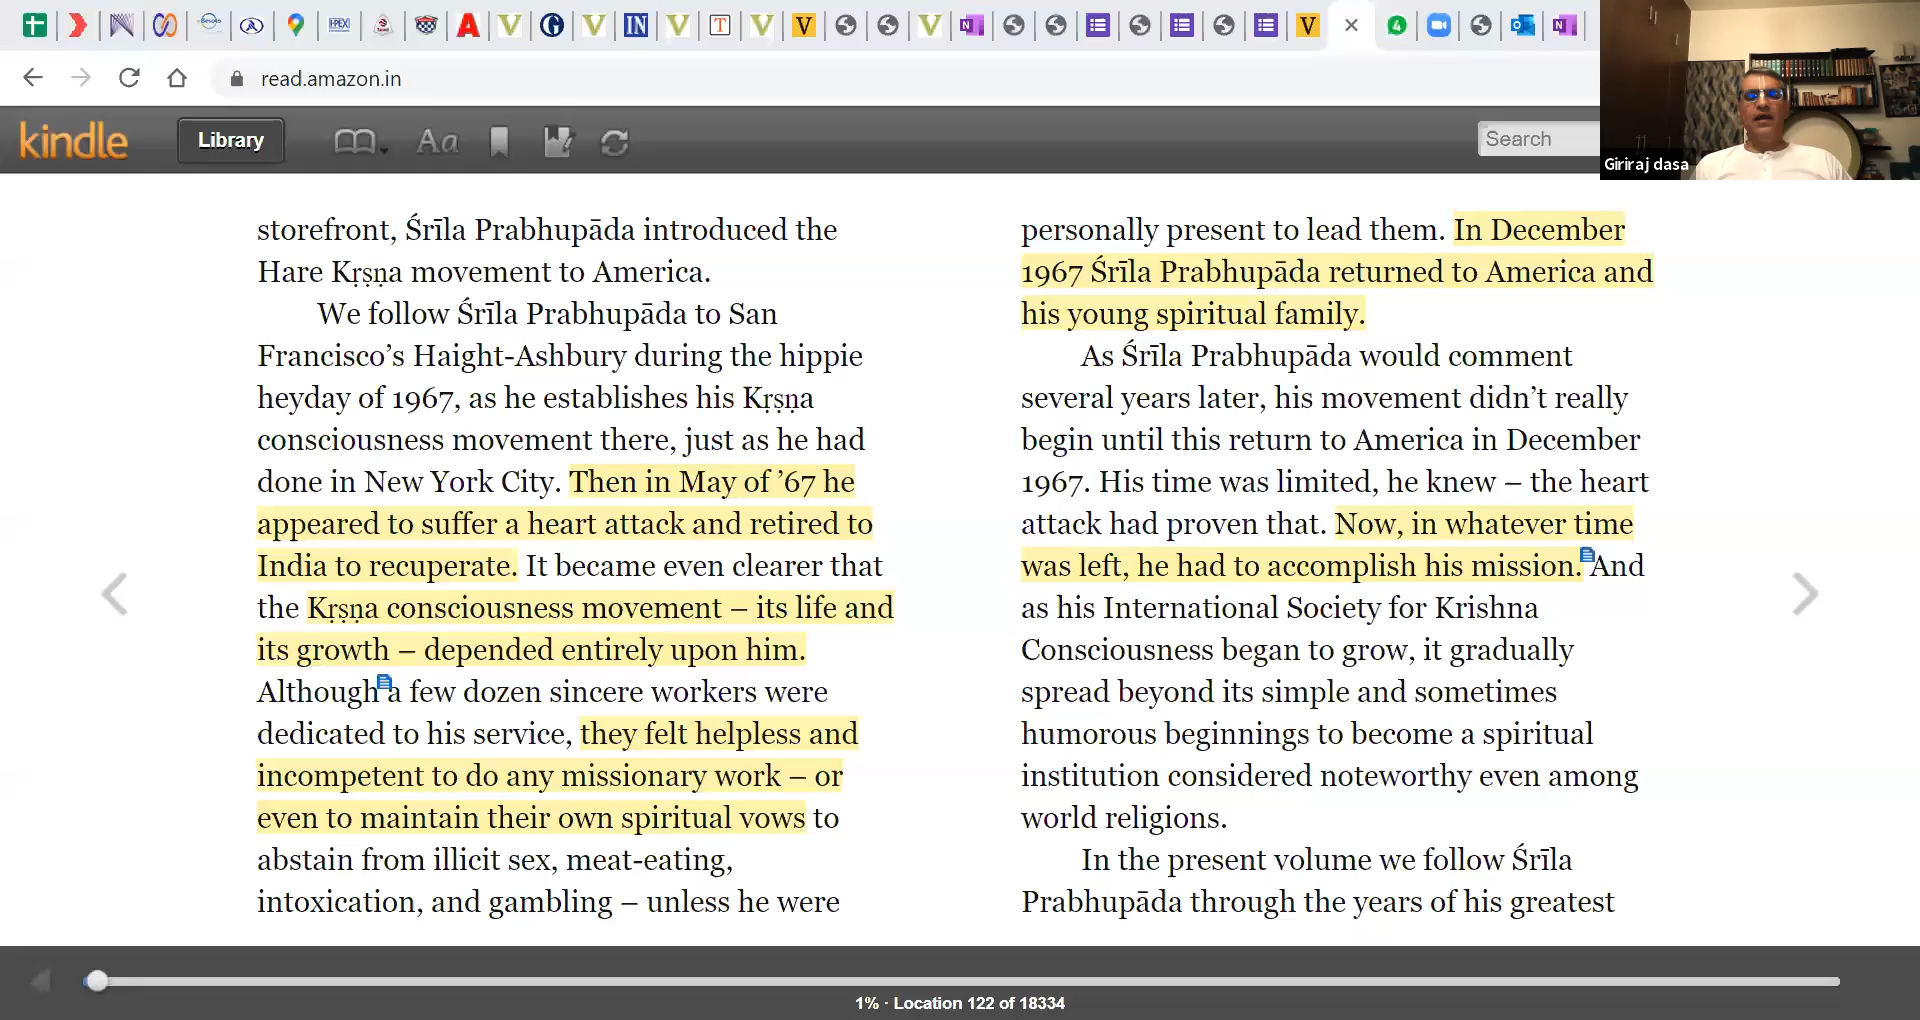 read.amazon.in
kindle
Library
Aa
Search
Giriraj dasa
storefront, Śrīla Prabhupāda introduced the
Hare Kṛṣṇa movement to America.
We follow Śrīla Prabhupāda to San
Francisco’s Haight-Ashbury during the hippie
heyday of 1967, as he establishes his Kṛṣṇa
consciousness movement there, just as he had
done in New York City. Then in May of ’67 he
appeared to suffer a heart attack and retired to
India to recuperate. It became even clearer that
the Kṛṣṇa consciousness movement – its life and
its growth – depended entirely upon him.
Although a few dozen sincere workers were
dedicated to his service, they felt helpless and
incompetent to do any missionary work – or
even to maintain their own spiritual vows to
abstain from illicit sex, meat-eating,
intoxication, and gambling – unless he were
personally present to lead them. In December
1967 Śrīla Prabhupāda returned to America and
his young spiritual family.
As Śrīla Prabhupāda would comment
several years later, his movement didn’t really
begin until this return to America in December
1967. His time was limited, he knew – the heart
attack had proven that. Now, in whatever time
was left, he had to accomplish his mission. And
as his International Society for Krishna
Consciousness began to grow, it gradually
spread beyond its simple and sometimes
humorous beginnings to become a spiritual
institution considered noteworthy even among
world religions.
In the present volume we follow Śrīla
Prabhupāda through the years of his greatest
1% · Location 122 of 18334